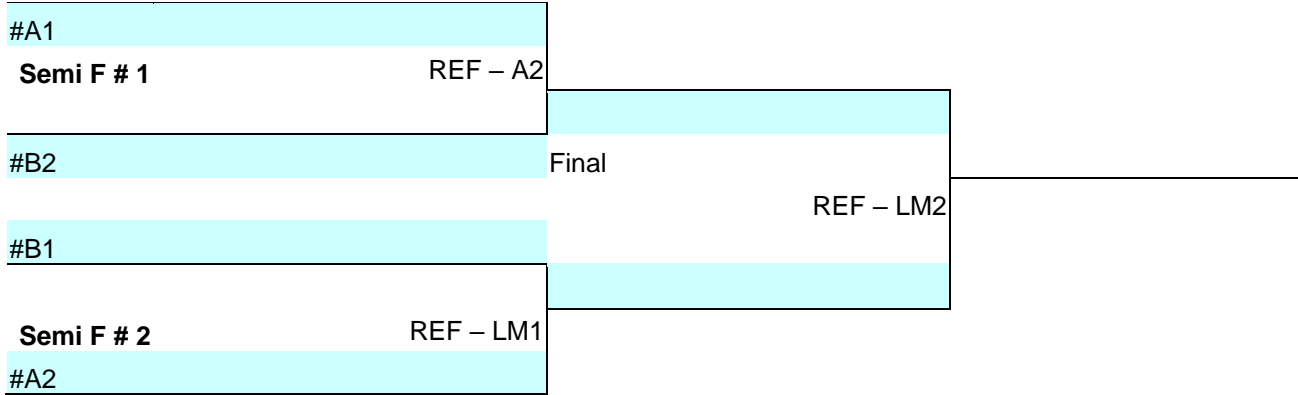 #A1
Semi F # 1 REF – A2
#B2 Final
REF – LM2
#B1
Semi F # 2 REF – LM1
#A2